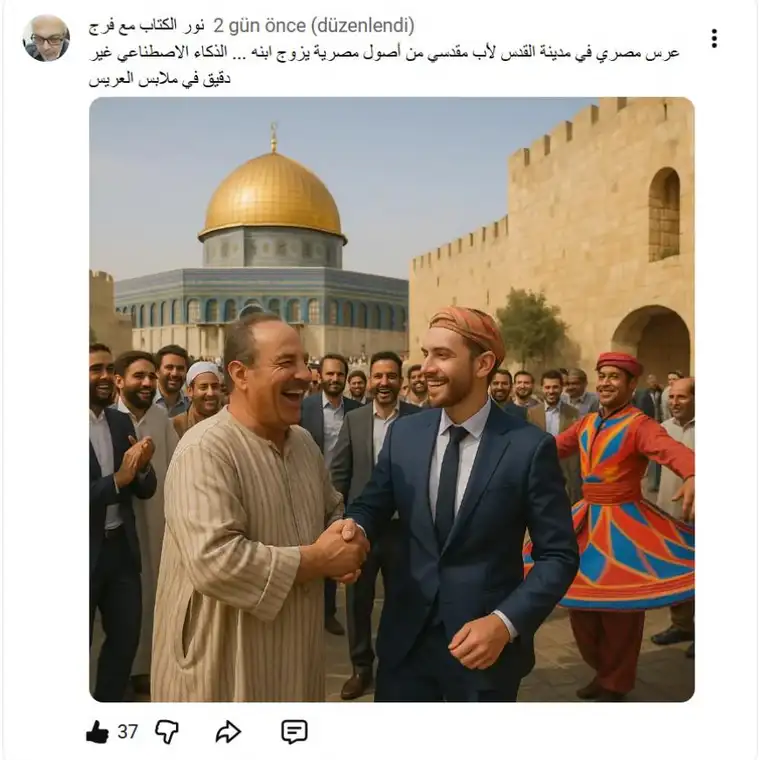 نور الكتاب مع فرج 2 gün önce (düzenlendi)
عرس مصري في مدينة القدس لأب مقدسي من أصول مصرية يزوج ابنه ... الذكاء الاصطناعي غير
دقيق في ملابس العريس
37